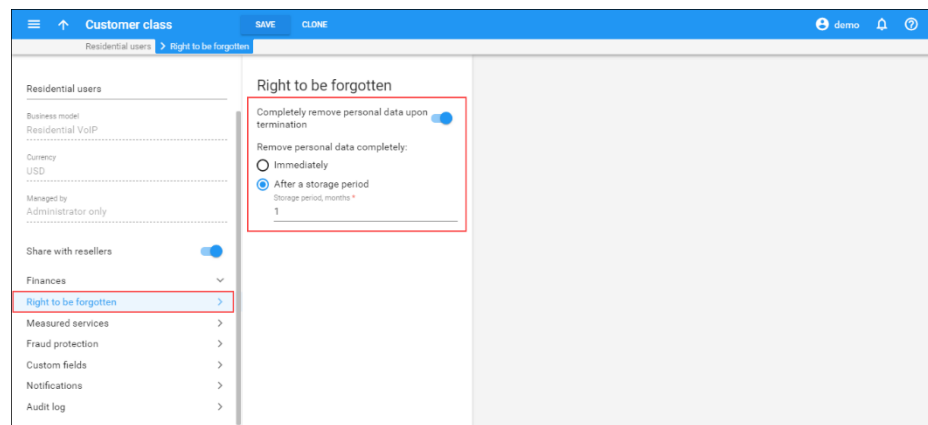 Customer class
SAVE
CLONE
demo
Residential users
Right to be forgotten
Residential users
Business model
Residential VoIP
Currency
USD
Managed by
Administrator only
Share with resellers
Finances
Right to be forgotten
Measured services
Fraud protection
Custom fields
Notifications
Audit log
Right to be forgotten
Completely remove personal data upon
termination
Remove personal data completely:
Immediately
After a storage period
Storage period, months *
1